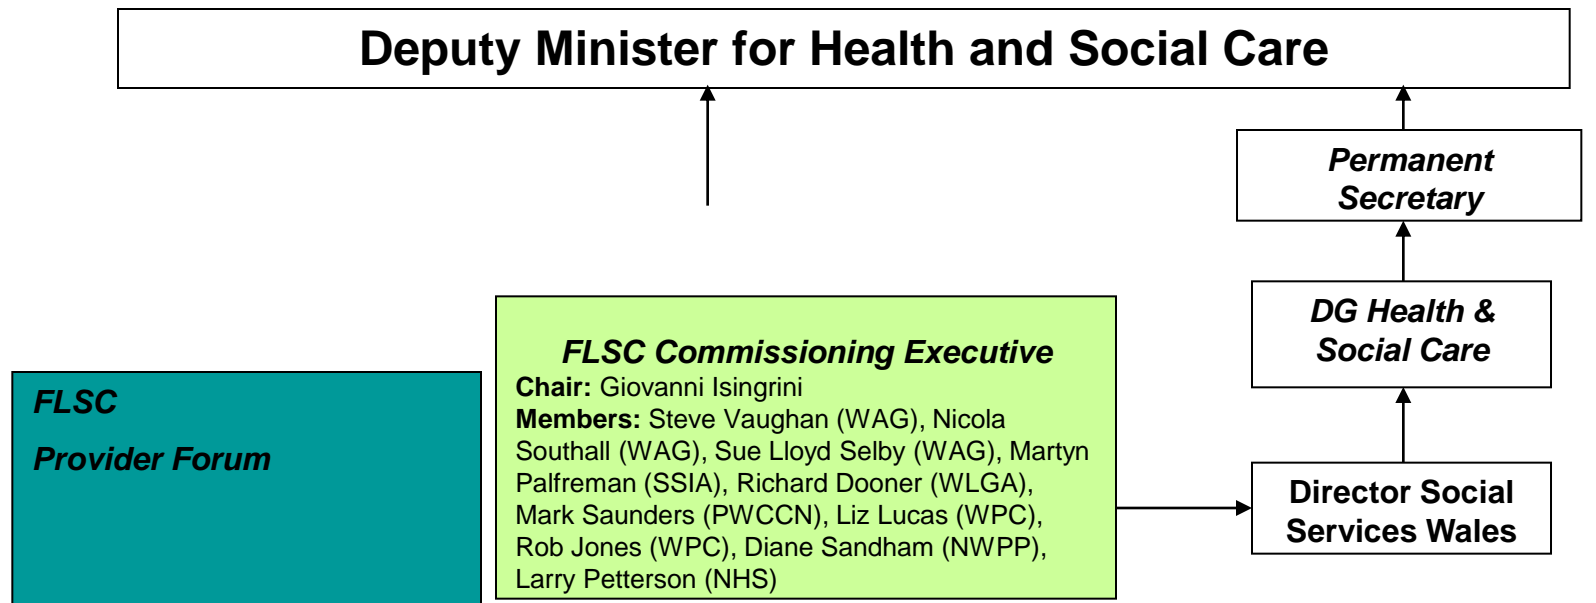 Deputy Minister for Health and Social Care
Permanent
Secretary
DG Health &
Social Care
FLSC Commissioning Executive
Chair: Giovanni Isingrini
Members: Steve Vaughan (WAG), Nicola
Southall (WAG), Sue Lloyd Selby (WAG), Martyn
Palfreman (SSIA), Richard Dooner (WLGA),
Mark Saunders (PWCCN), Liz Lucas (WPC),
Rob Jones (WPC), Diane Sandham (NWPP),
Larry Petterson (NHS)
FLSC
Provider Forum
Director Social
Services Wales